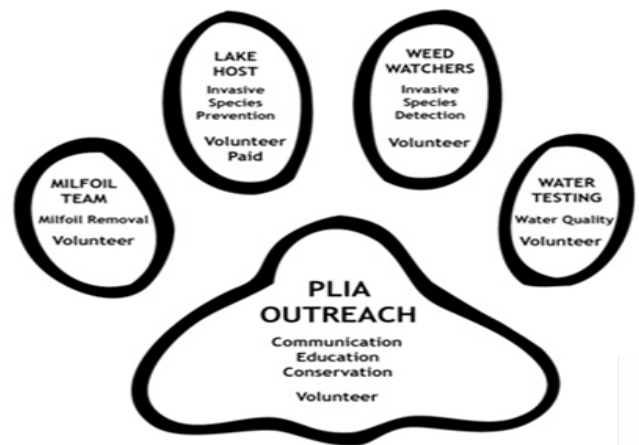 LAKE
HOST
Invasive
Species
Prevention
Volunteer
Paid
WEED
WATCHERS
Invasive
Species
Detection
Volunteer
MILFOIL
TEAM
Milfoil Removal
Volunteer
WATER
TESTING
Water Quality
Volunteer
PLIA
OUTREACH
Communication
Education
Conservation
Volunteer